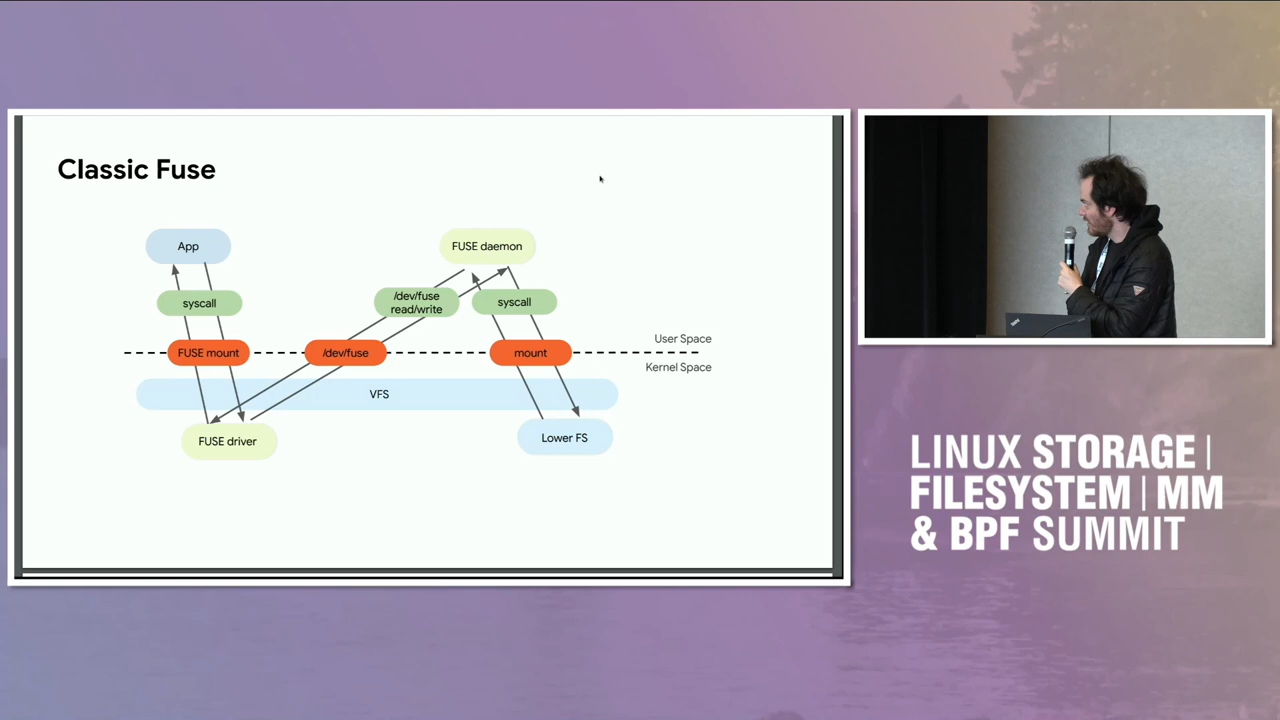 Classic Fuse
App
FUSE daemon
syscall
/dev/fuse
read/write
syscall
User Space
FUSE mount
/dev/fuse
mount
Kernel Space
VFS
FUSE driver
Lower FS
LINUX STORAGE |
FILESYSTEM | MM
& BPF SUMMIT